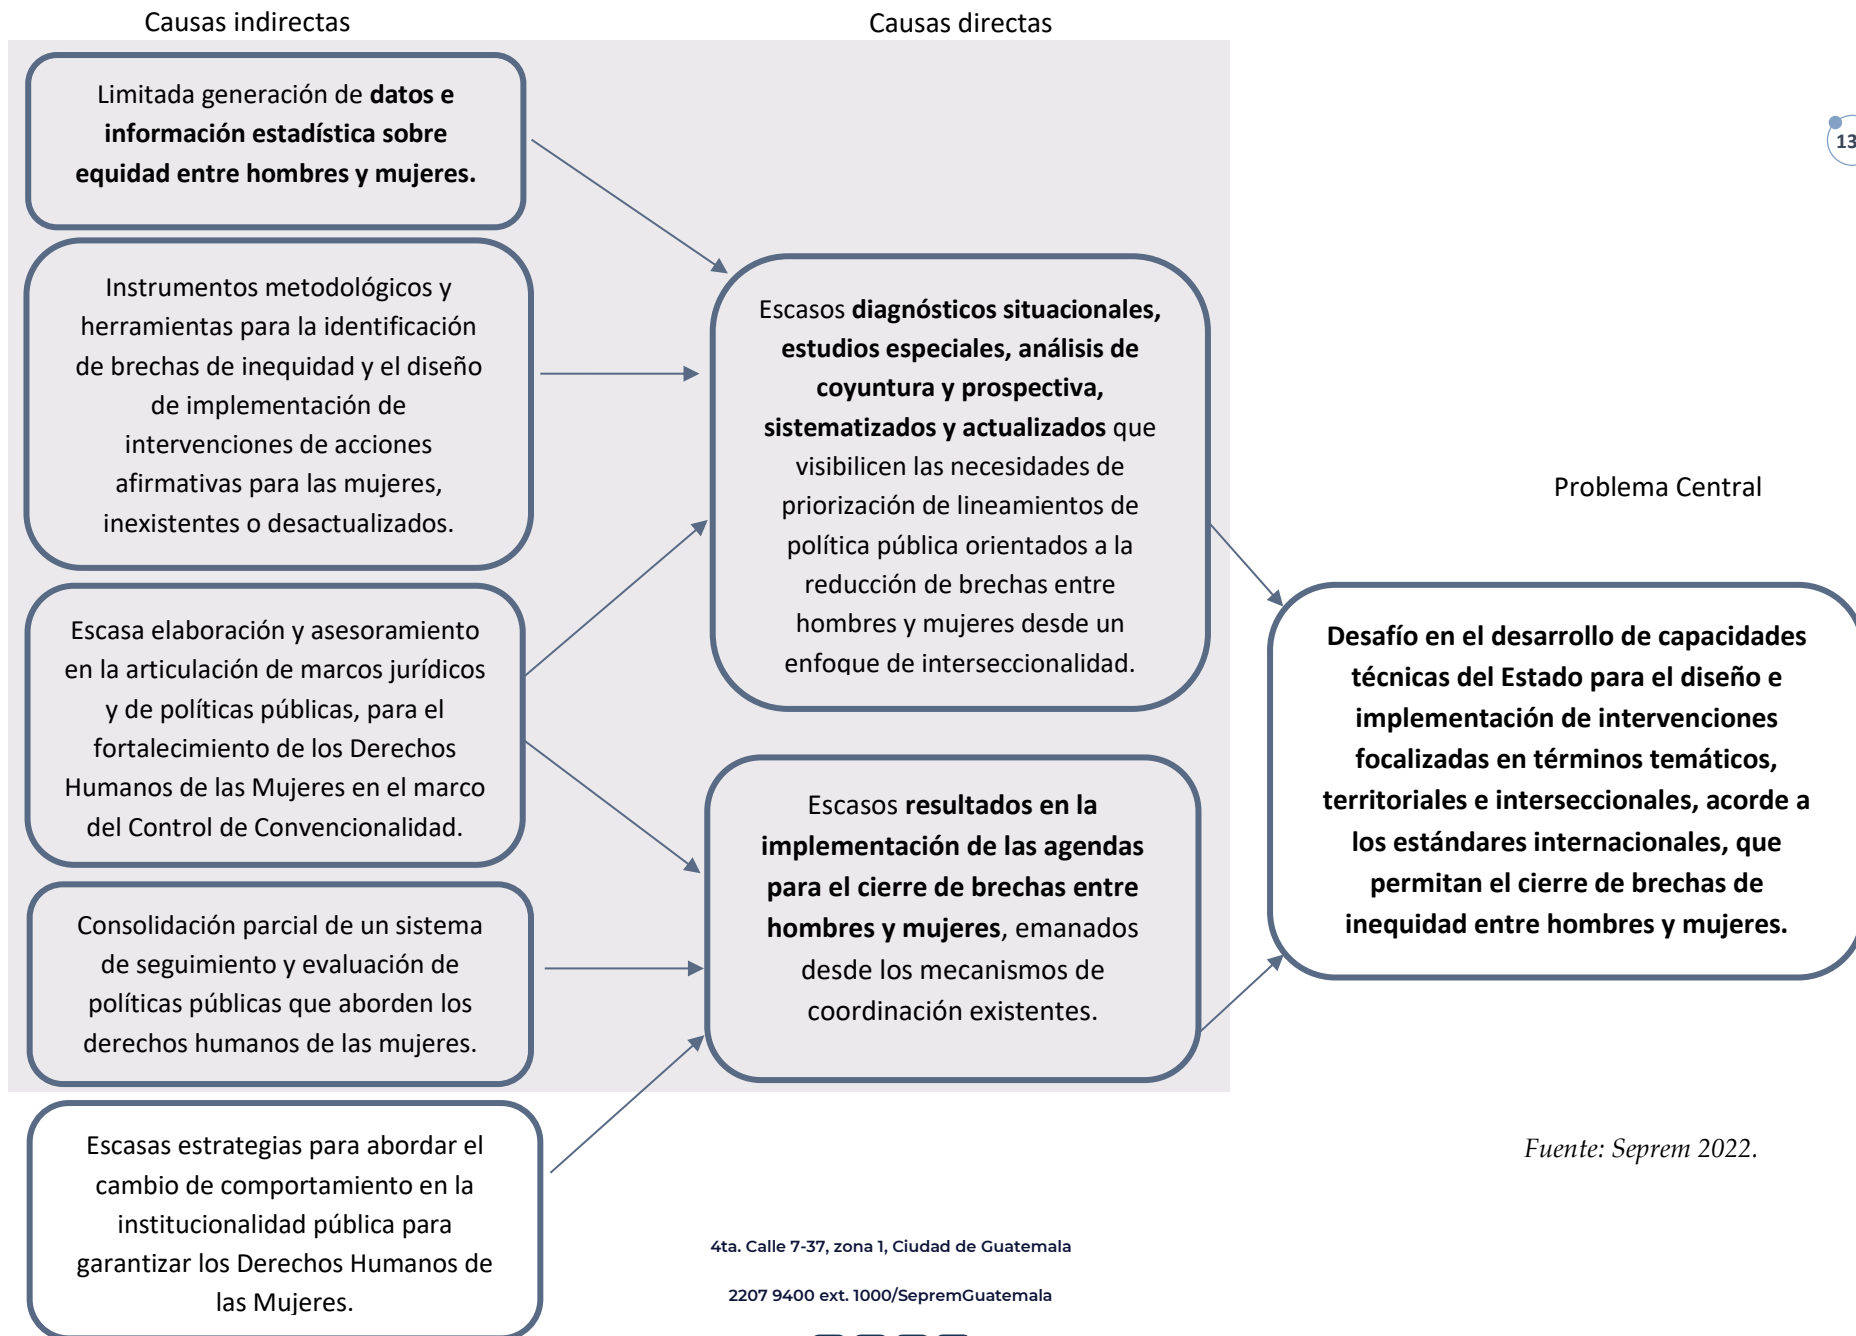 Causas indirectas
Causas directas
Limitada generación de datos e
información estadística sobre
equidad entre hombres y mujeres.
13
Instrumentos metodológicos y
herramientas para la identificación
de brechas de inequidad y el diseño
de implementación de
intervenciones de acciones
afirmativas para las mujeres,
inexistentes o desactualizados.
Escasa elaboración y asesoramiento
en la articulación de marcos jurídicos
y de políticas públicas, para el
fortalecimiento de los Derechos
Humanos de las Mujeres en el marco
del Control de Convencionalidad.
Consolidación parcial de un sistema
de seguimiento y evaluación de
políticas públicas que aborden los
derechos humanos de las mujeres.
Escasas estrategias para abordar el
cambio de comportamiento en la
institucionalidad pública para
garantizar los Derechos Humanos de
las Mujeres.
Escasos diagnósticos situacionales,
estudios especiales, análisis de
coyuntura y prospectiva,
sistematizados y actualizados que
visibilicen las necesidades de
priorización de lineamientos de
política pública orientados a la
reducción de brechas entre
hombres y mujeres desde un
enfoque de interseccionalidad.
Escasos resultados en la
implementación de las agendas
para el cierre de brechas entre
hombres y mujeres, emanados
desde los mecanismos de
coordinación existentes.
Problema Central
Desafío en el desarrollo de capacidades
técnicas del Estado para el diseño e
implementación de intervenciones
focalizadas en términos temáticos,
territoriales e interseccionales, acorde a
los estándares internacionales, que
permitan el cierre de brechas de
inequidad entre hombres y mujeres.
Fuente: Seprem 2022.
4ta. Calle 7-37, zona 1, Ciudad de Guatemala
2207 9400 ext. 1000/SepremGuatemala